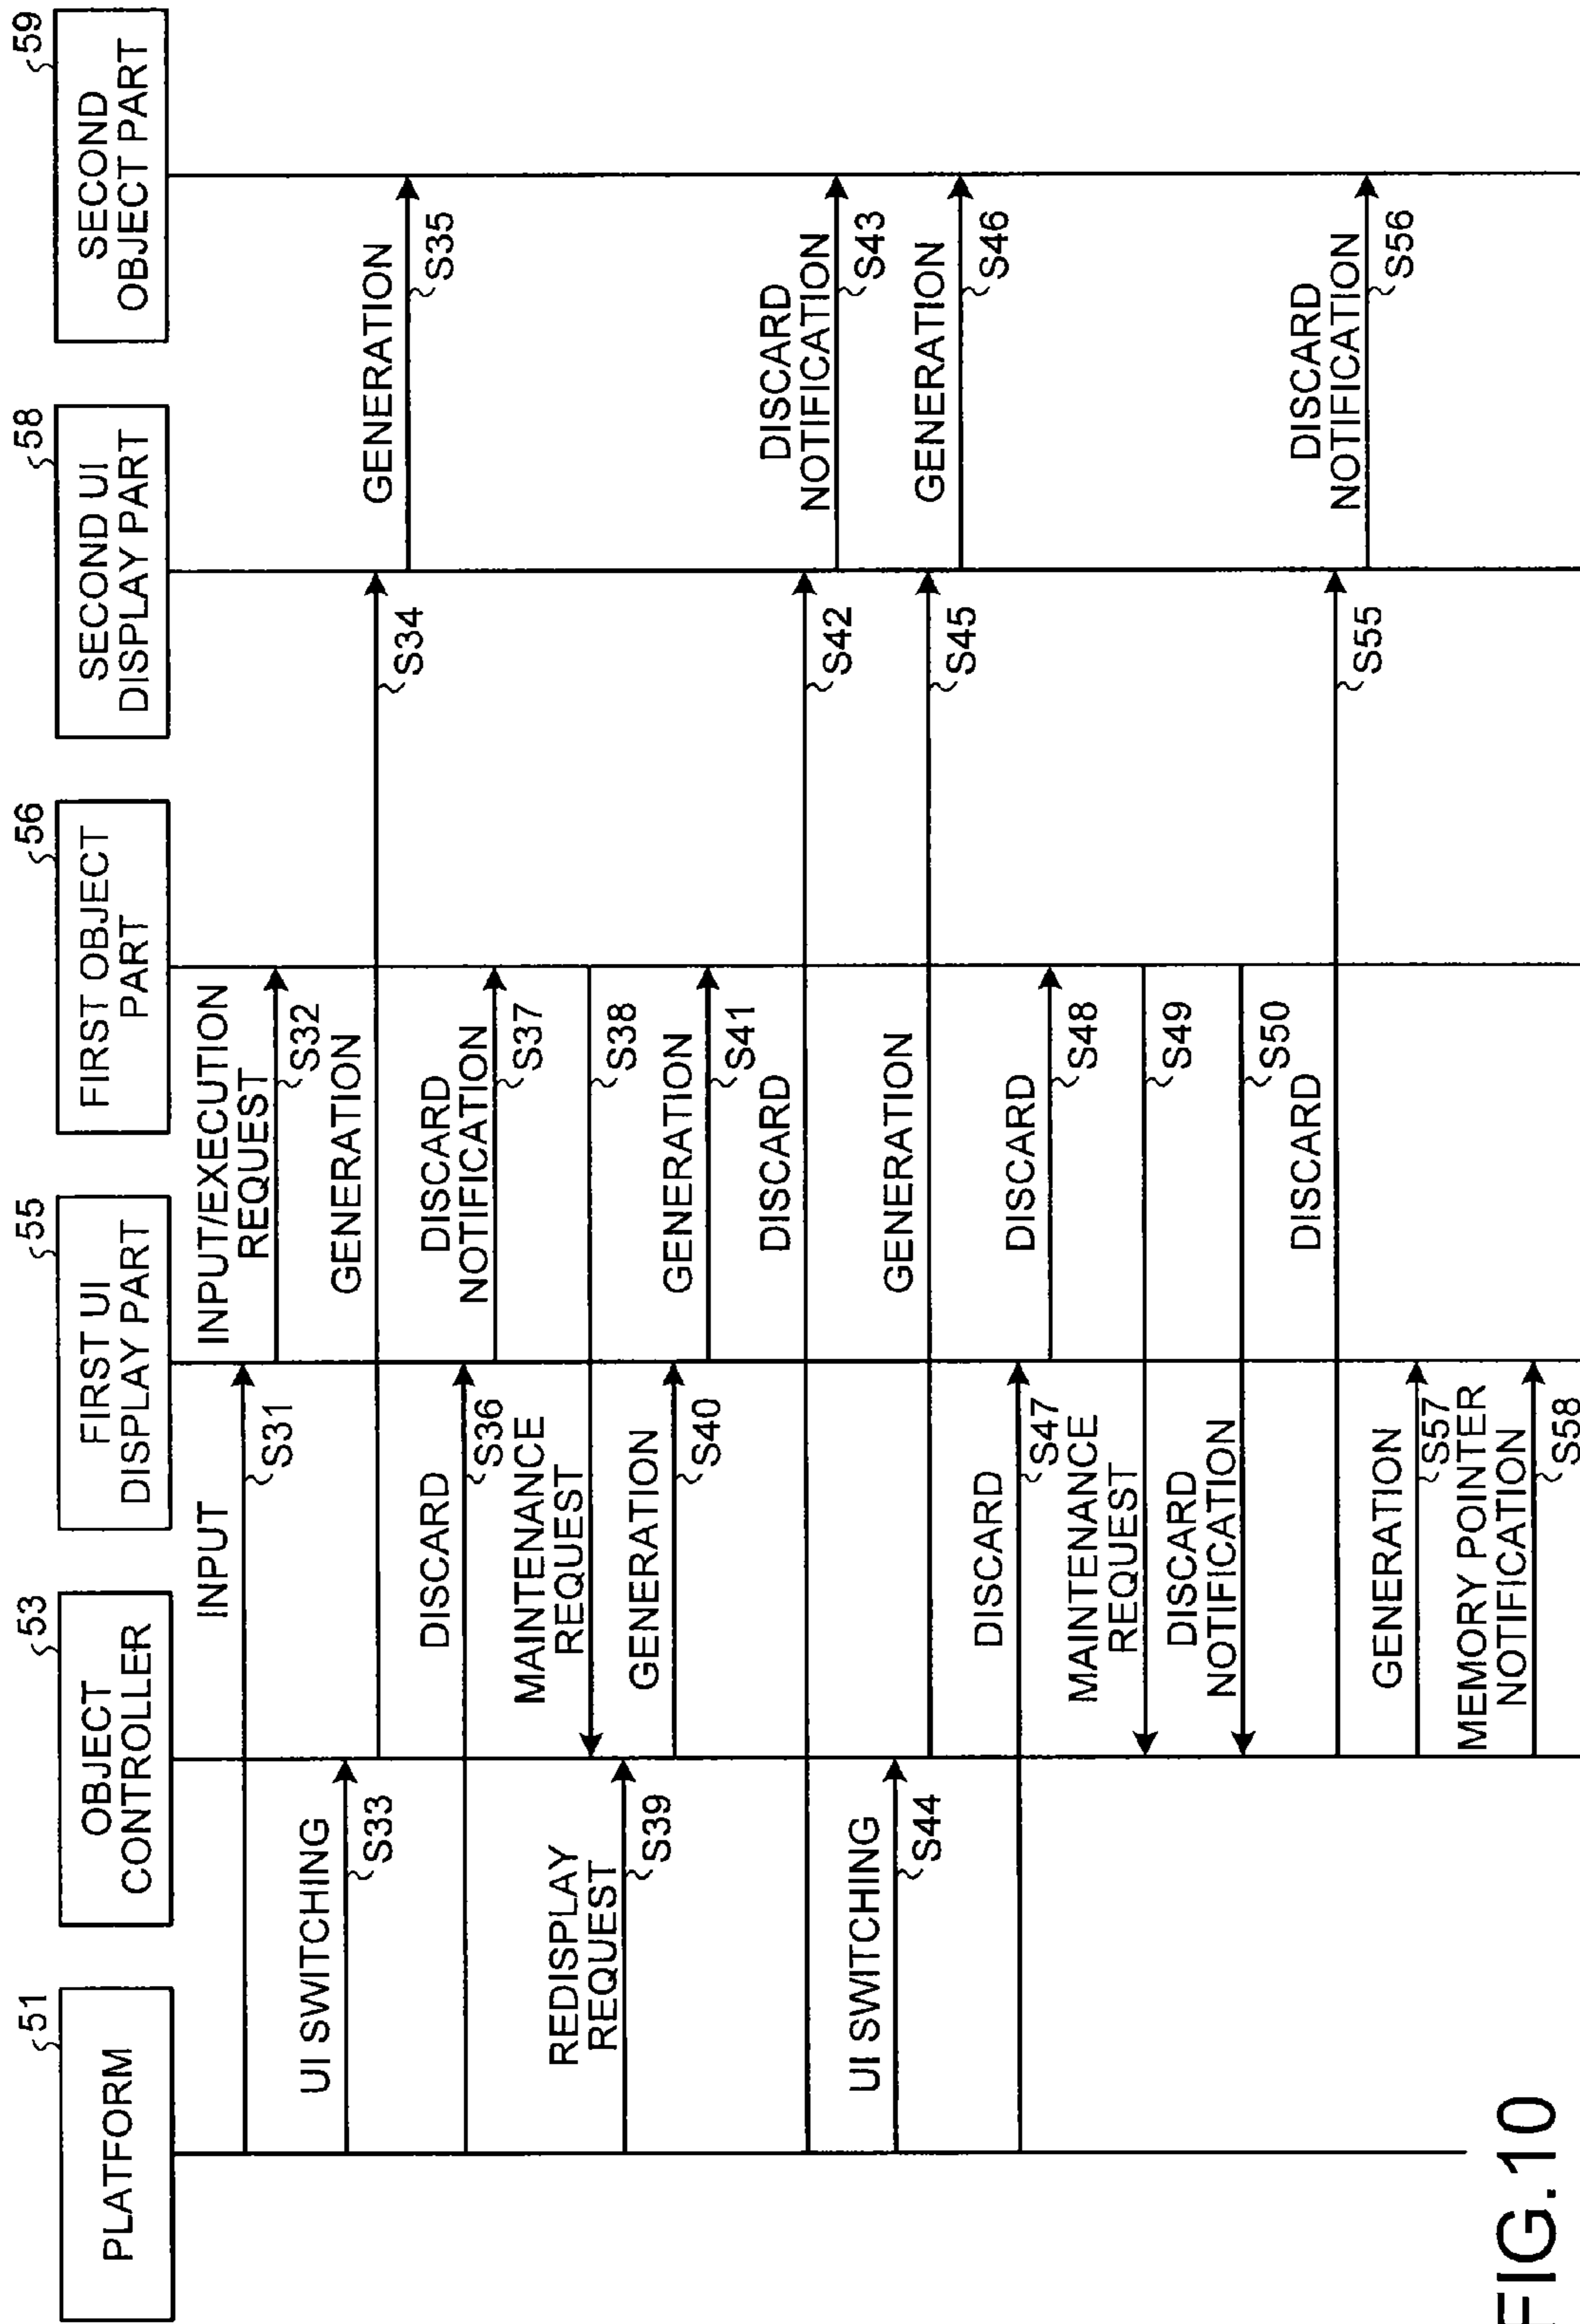 PLATFORM
51
OBJECT
CONTROLLER
53
FIRST UI
DISPLAY PART
55
FIRST OBJECT
PART
56
SECOND UI
DISPLAY PART
58
SECOND
OBJECT PART
59
INPUT
S31
INPUT/EXECUTION
REQUEST
S32
UI SWITCHING
S33
GENERATION
S34
GENERATION
S35
DISCARD
S36
DISCARD
NOTIFICATION
S37
MAINTENANCE
REQUEST
S38
REDISPLAY
REQUEST
S39
GENERATION
S40
GENERATION
S41
DISCARD
S42
DISCARD
NOTIFICATION
S43
UI SWITCHING
S44
GENERATION
S45
GENERATION
S46
DISCARD
S47
DISCARD
S48
MAINTENANCE
REQUEST
S49
DISCARD
NOTIFICATION
S50
DISCARD
S55
DISCARD
NOTIFICATION
S56
GENERATION
S57
MEMORY POINTER
NOTIFICATION
S58
FIG.10